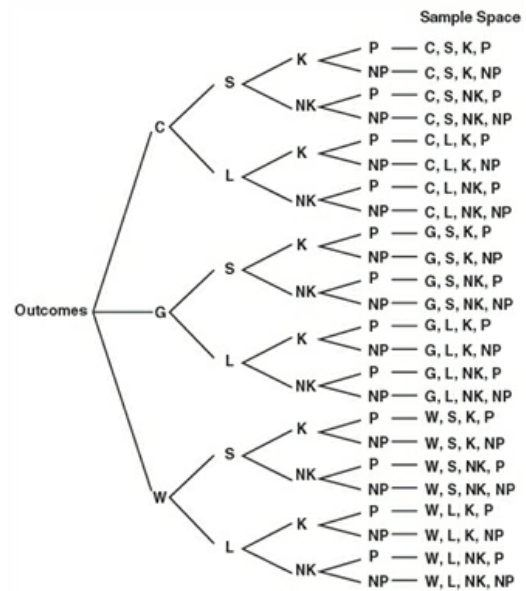 Sample Space
P C, S, K, P
K
NP C, S, K, NP
S
P C, S, NK, P
NK
NP C, S, NK, NP
C
P C, L, K, P
K
NP C, L, K, NP
L
P C, L, NK, P
NK
NP C, L, NK, NP
P G, S, K, P
K
NP G, S, K, NP
S
P G, S, NK, P
NK
NP G, S, NK, NP
Outcomes G
P G, L, K, P
K
NP G, L, K, NP
L
P G, L, NK, P
NK
NP G, L, NK, NP
P W, S, K, P
K
NP W, S, K, NP
S
P W, S, NK, P
NK
NP W, S, NK, NP
W
P W, L, K, P
K
NP W, L, K, NP
L
P W, L, NK, P
NK
NP W, L, NK, NP